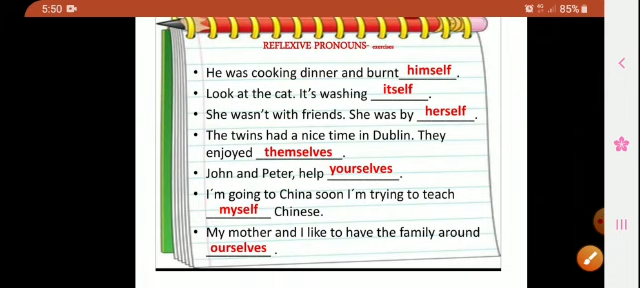 5:50 4G 85%
REFLEXIVE PRONOUNS- exercises
• He was cooking dinner and burnt himself.
• Look at the cat. It's washing itself.
• She wasn't with friends. She was by herself.
• The twins had a nice time in Dublin. They
enjoyed themselves.
• John and Peter, help yourselves.
• I´m going to China soon I´m trying to teach
myself Chinese.
• My mother and I like to have the family around
ourselves.